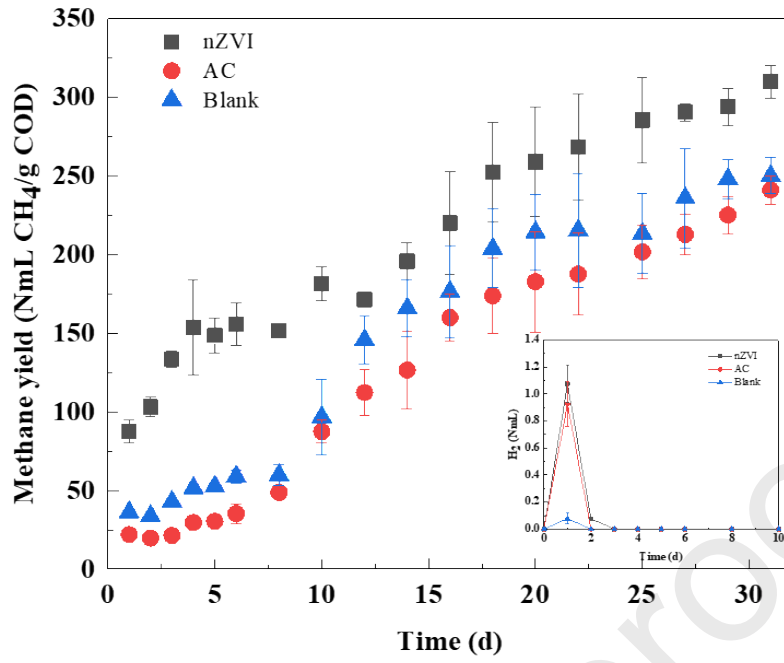 350
300
250
200
150
100
50
0
Methane yield (NmL CH4/g COD)
nZVI
AC
Blank
0 5 10 15 20 25 30
Time (d)
1.4
1.2
1.0
0.8
0.6
0.4
0.2
0.0
H2 (NmL)
nZVI
AC
Blank
0 2 4 6 8 10
Time (d)